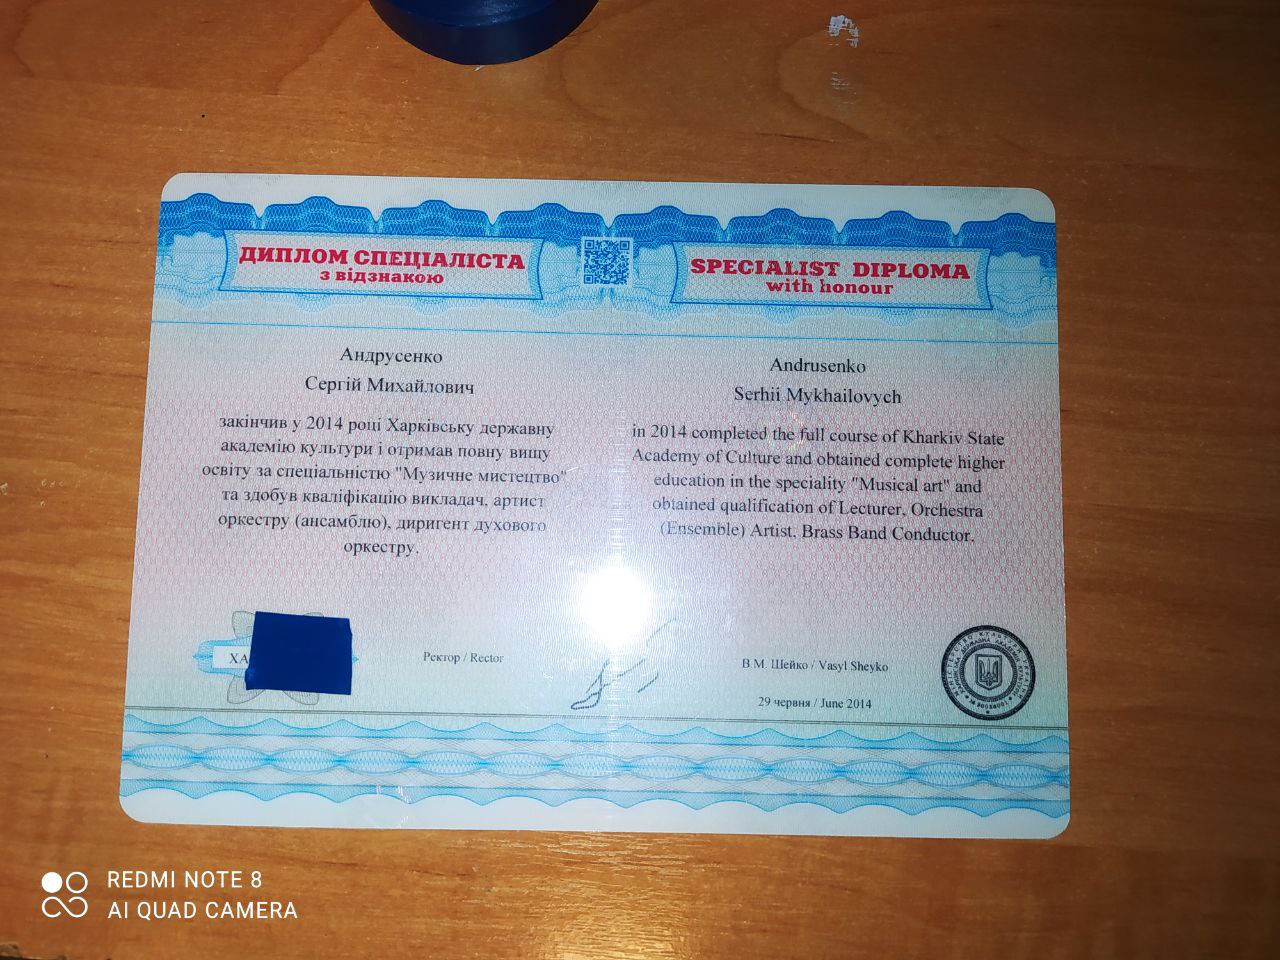 ДИПЛОМ СПЕЦІАЛІСТА
з відзнакою
Андрусенко
Сергій Михайлович
закінчив у 2014 році Харківську державну
академію культури і отримав повну вищу
освіту за спеціальністю "Музичне мистецтво"
та здобув кваліфікацію викладач, артист
оркестру (ансамблю), диригент духового
оркестру.
SPECIALIST DIPLOMA
with honour
Andrusenko
Serhii Mykhailovych
in 2014 completed the full course of Kharkiv State
Academy of Culture and obtained complete higher
education in the speciality "Musical art" and
obtained qualification of Lecturer, Orchestra
(Ensemble) Artist, Brass Band Conductor.
ХА
Ректор / Rector
В.М. Шейко / Vasyl Sheyko
29 червня / June 2014
REDMI NOTE 8
AI QUAD CAMERA